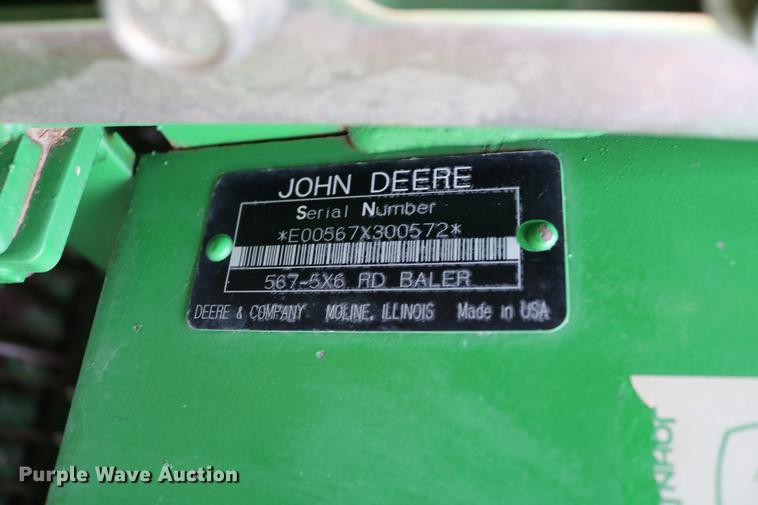 JOHN DEERE
Serial Number
*E00567X300572*
567-5X6 RD BALER
DEERE & COMPANY MOLINE, ILLINOIS Made in USA
Purple Wave Auction